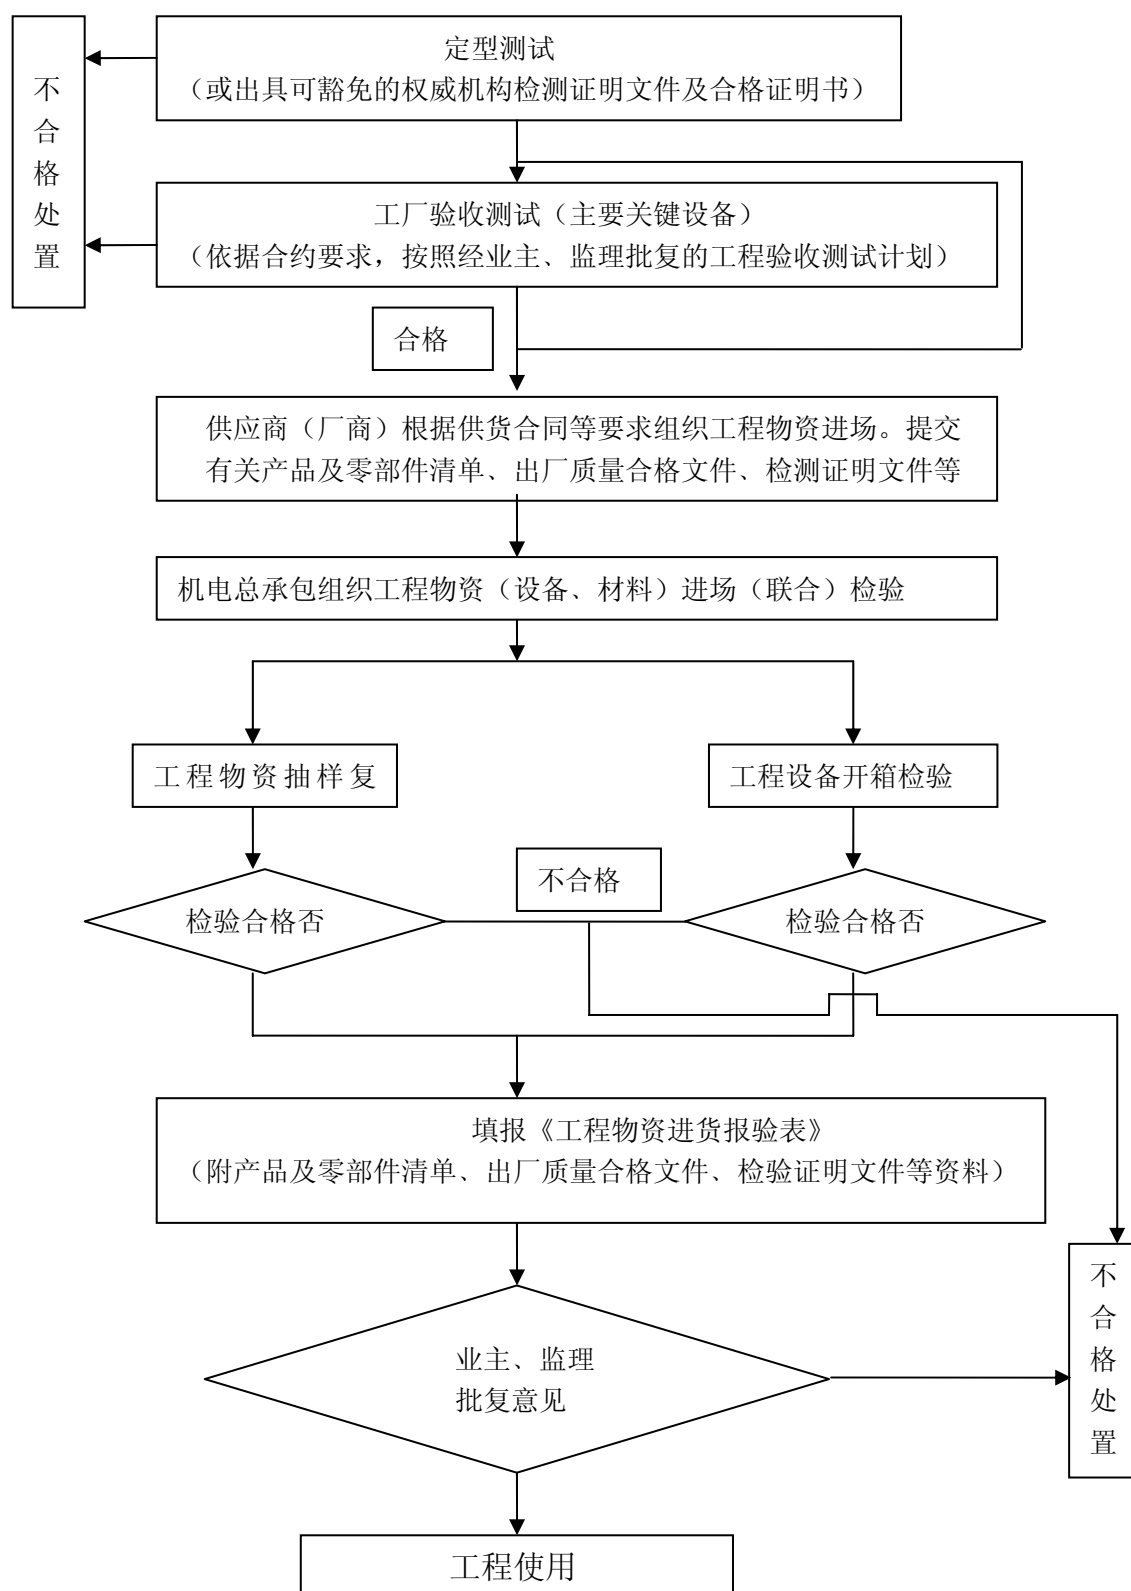 定型测试
（或出具可豁免的权威机构检测证明文件及合格证明书）
不
合
格
处
置
工厂验收测试（主要关键设备）
（依据合约要求，按照经业主、监理批复的工程验收测试计划）
合格
供应商（厂商）根据供货合同等要求组织工程物资进场。提交
有关产品及零部件清单、出厂质量合格文件、检测证明文件等
机电总承包组织工程物资（设备、材料）进场（联合）检验
工程物资抽样复
工程设备开箱检验
不合格
检验合格否
检验合格否
填报《工程物资进货报验表》
（附产品及零部件清单、出厂质量合格文件、检验证明文件等资料）
业主、监理
批复意见
不
合
格
处
置
工程使用